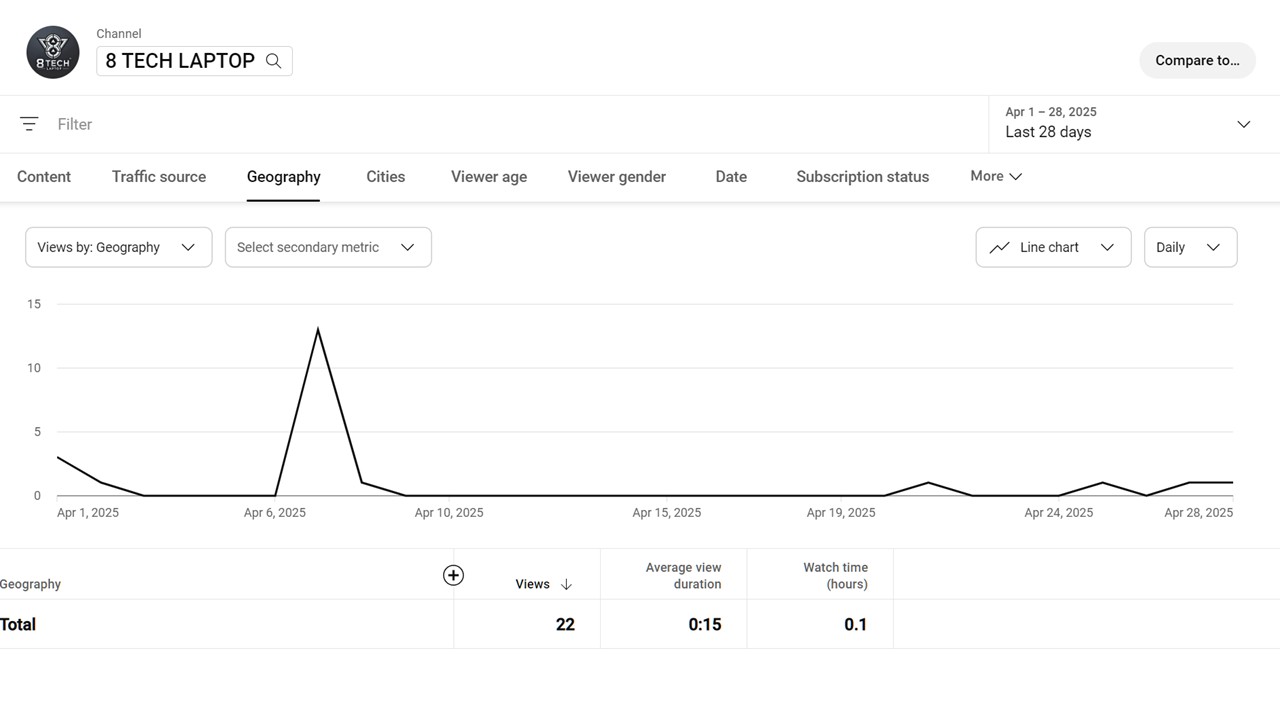 Channel
8 TECH LAPTOP
8 TECH
Compare to...
Filter
Apr 1 – 28, 2025
Last 28 days
Content Traffic source Geography Cities Viewer age Viewer gender Date Subscription status More
Views by: Geography Select secondary metric Line chart Daily
15
10
5
0
Apr 1, 2025 Apr 6, 2025 Apr 10, 2025 Apr 15, 2025 Apr 19, 2025 Apr 24, 2025 Apr 28, 2025
Geography Views Average view duration Watch time (hours)
Total 22 0:15 0.1